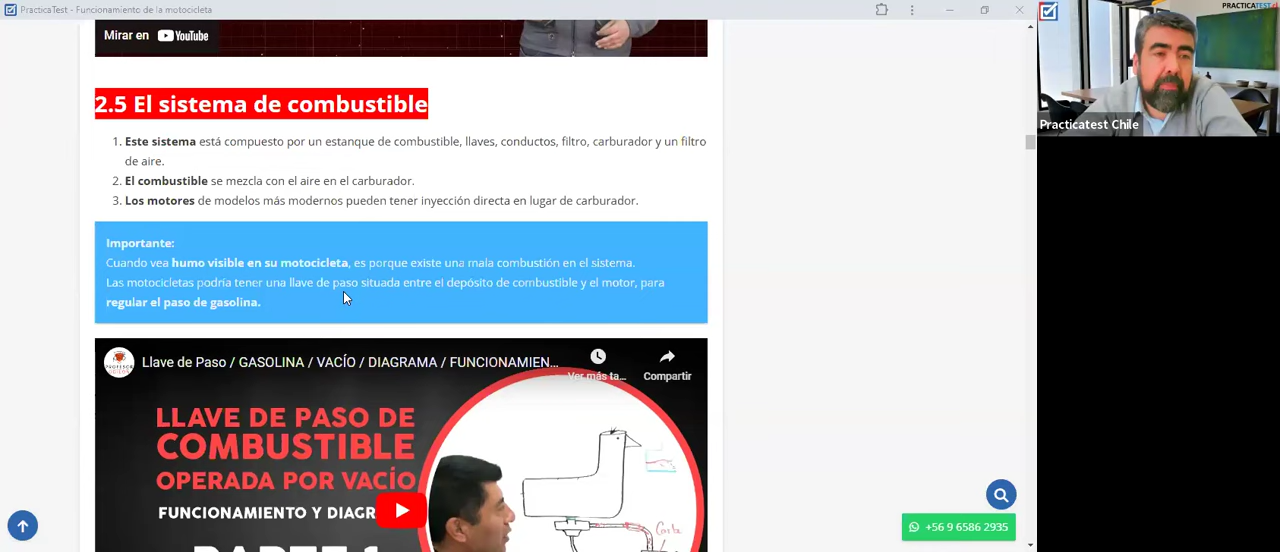 PracticaTest - Funcionamiento de la motocicleta
PRACTICATEST
Mirar en YouTube
Practicatest Chile
2.5 El sistema de combustible
1. Este sistema está compuesto por un estanque de combustible, llaves, conductos, filtro, carburador y un filtro
de aire.
2. El combustible se mezcla con el aire en el carburador.
3. Los motores de modelos más modernos pueden tener inyección directa en lugar de carburador.
Importante:
Cuando vea humo visible en su motocicleta, es porque existe una mala combustión en el sistema.
Las motocicletas podría tener una llave de paso situada entre el depósito de combustible y el motor, para
regular el paso de gasolina.
Llave de Paso / GASOLINA / VACÍO / DIAGRAMA / FUNCIONAMIEN...
Ver más ta...
Compartir
LLAVE DE PASO DE
COMBUSTIBLE
OPERADA POR VACÍO
FUNCIONAMIENTO Y DIAGR
PARTE 1
+56 9 6586 2935